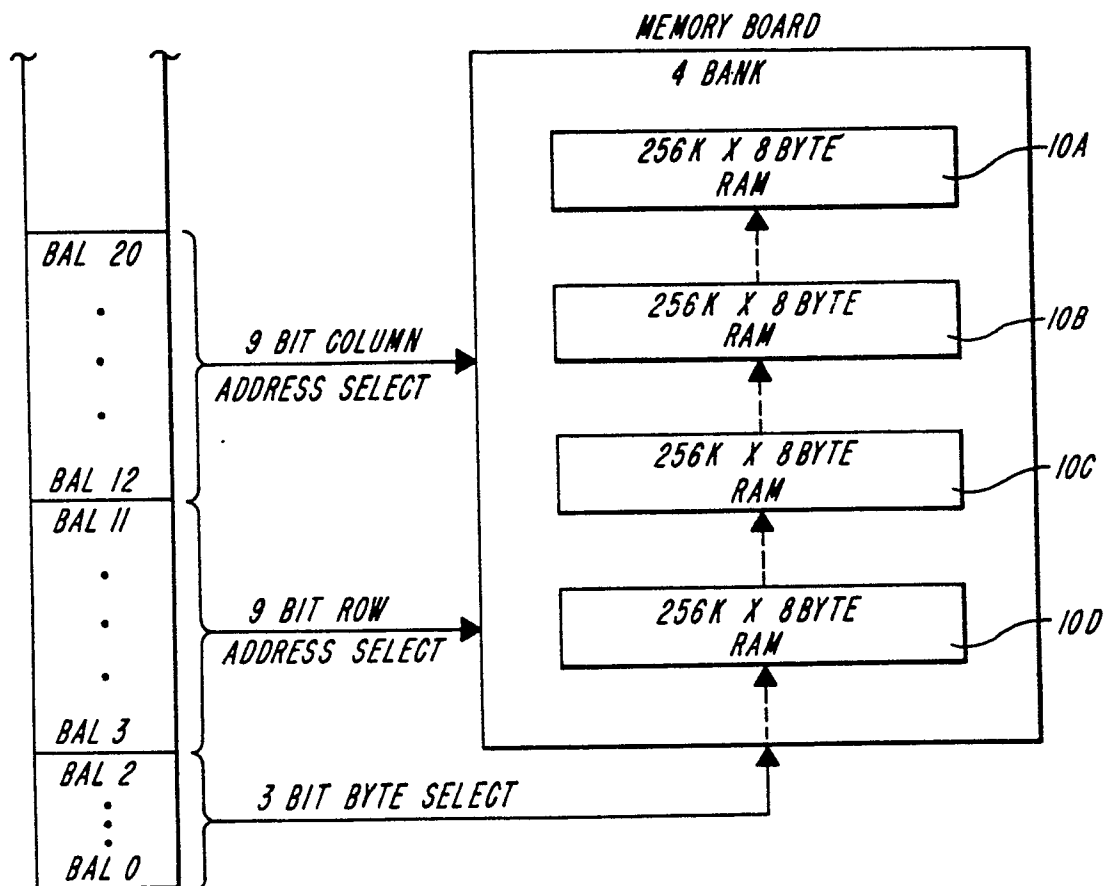 MEMORY BOARD
4 BANK
256K X 8 BYTE
RAM
10A
256K X 8 BYTE
RAM
10B
256K X 8 BYTE
RAM
10C
256K X 8 BYTE
RAM
10D
BAL 20
9 BIT COLUMN
ADDRESS SELECT
BAL 12
BAL 11
9 BIT ROW
ADDRESS SELECT
BAL 3
BAL 2
3 BIT BYTE SELECT
BAL 0